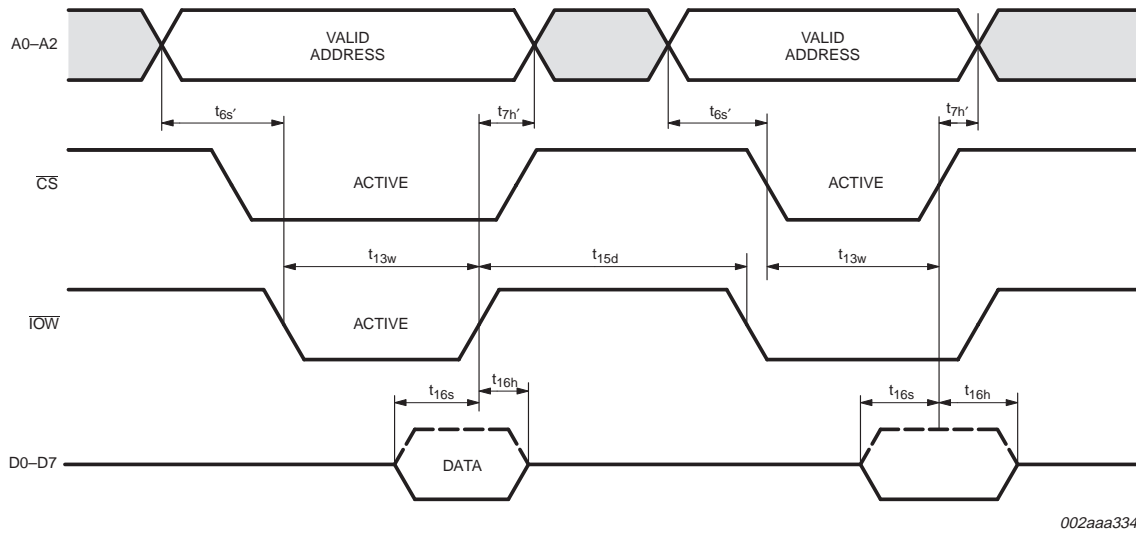 A0–A2
VALID
ADDRESS
VALID
ADDRESS
t6s′
t7h′
t6s′
t7h′
CS
ACTIVE
ACTIVE
t13w
t15d
t13w
IOW
ACTIVE
t16s
t16h
t16s
t16h
D0–D7
DATA
002aaa334